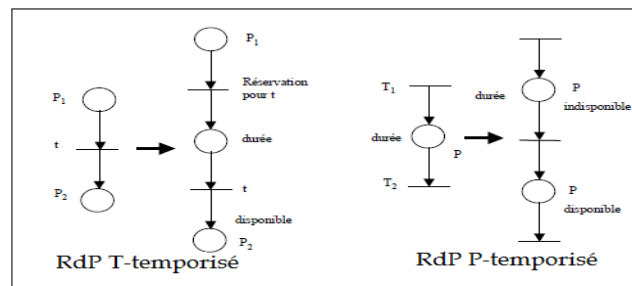 P1
Réservation
pour t
P1
t
durée
P2
t
disponible
P2
RdP T-temporisé
T1
durée
P
indisponible
durée
P
T2
P
disponible
RdP P-temporisé